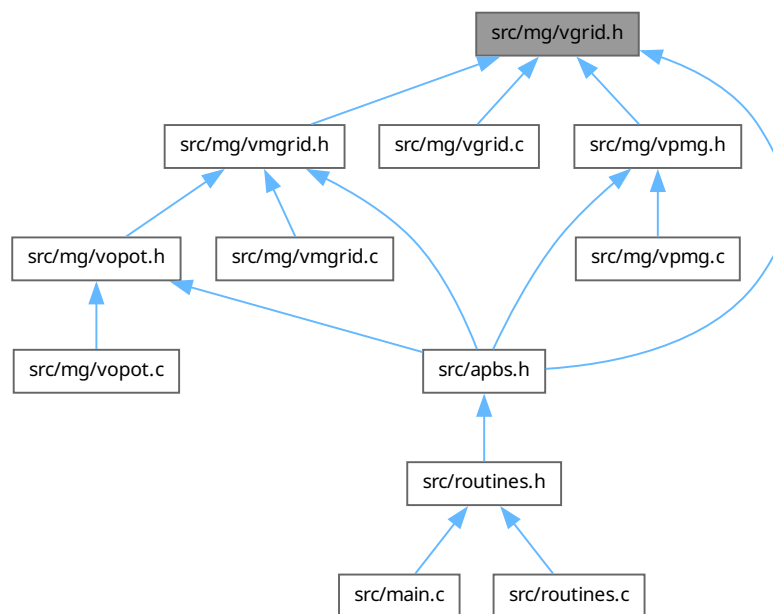 src/mg/vgrid.h
src/mg/vmgrid.h
src/mg/vgrid.c
src/mg/vpmg.h
src/mg/vopot.h
src/mg/vmgrid.c
src/mg/vpmg.c
src/mg/vopot.c
src/apbs.h
src/routines.h
src/main.c
src/routines.c